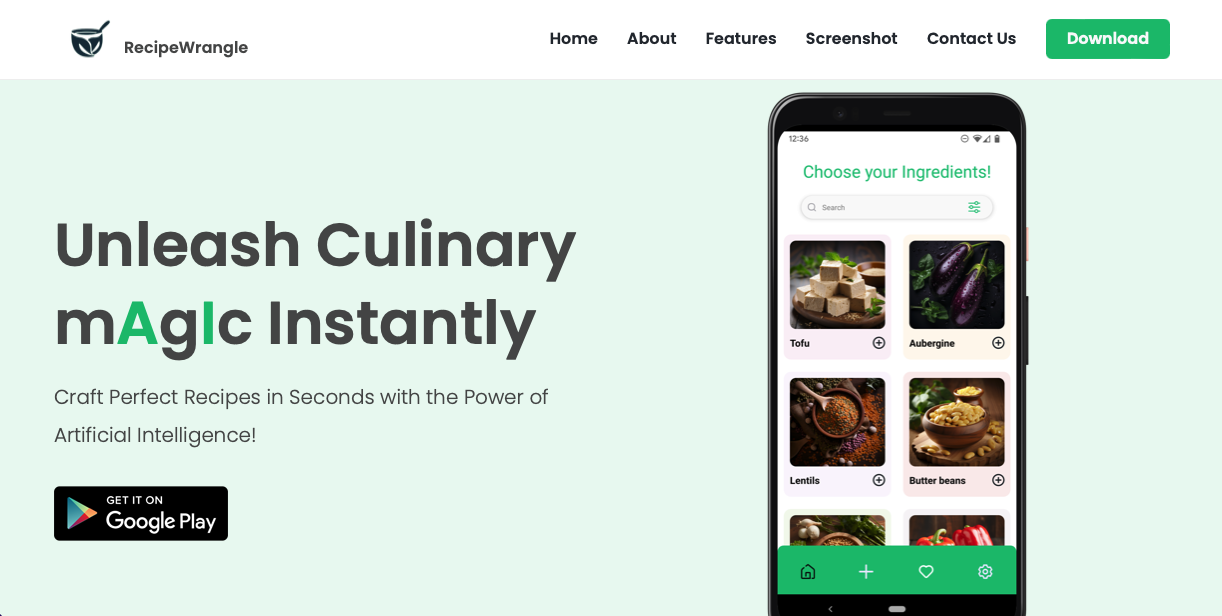 RecipeWrangle
Home About Features Screenshot Contact Us Download
Unleash Culinary
mAgIc Instantly
Craft Perfect Recipes in Seconds with the Power of
Artificial Intelligence!
GET IT ON
Google Play
12:36
Choose your Ingredients!
Search
Tofu Aubergine
Lentils Butter beans